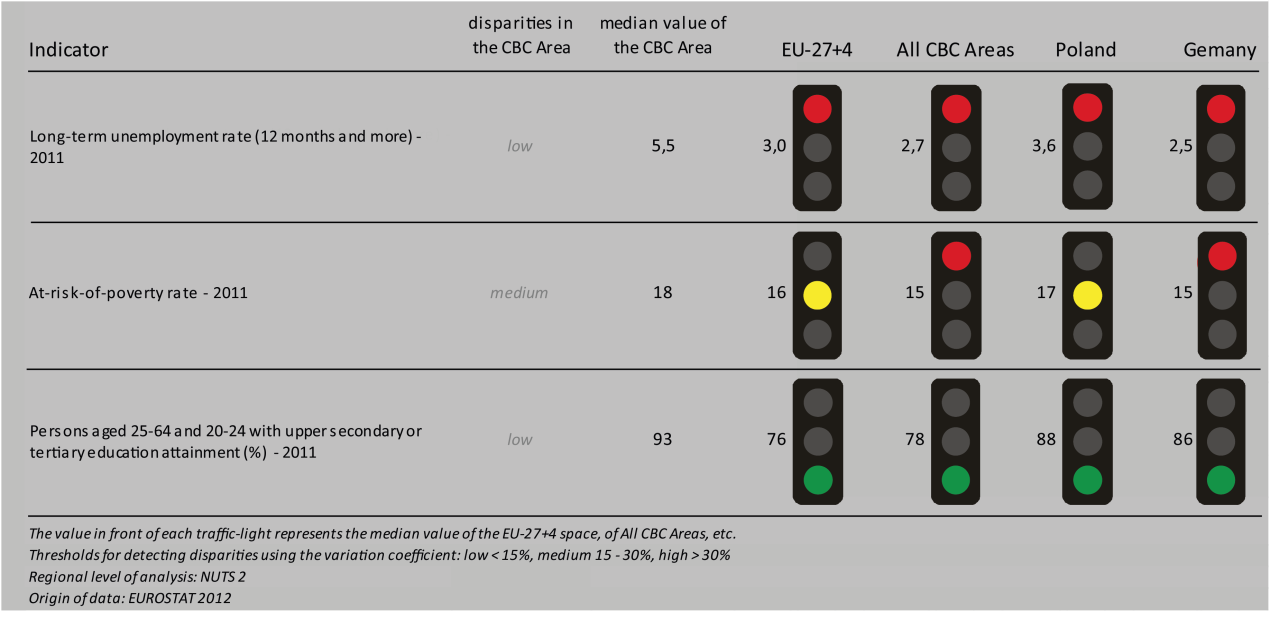 disparities in median value of
Indicator the CBC Area the CBC Area EU-27+4 All CBC Areas Poland Gemany
Long-term unemployment rate (12 months and more) -
2011
low 5,5 3,0 2,7 3,6 2,5
At-risk-of-poverty rate - 2011 medium 18 16 15 17 15
Persons aged 25-64 and 20-24 with upper secondary or
tertiary education attainment (%) - 2011
low 93 76 78 88 86
The value in front of each traffic-light represents the median value of the EU-27+4 space, of All CBC Areas, etc.
Thresholds for detecting disparities using the variation coefficient: low < 15%, medium 15 - 30%, high > 30%
Regional level of analysis: NUTS 2
Origin of data: EUROSTAT 2012